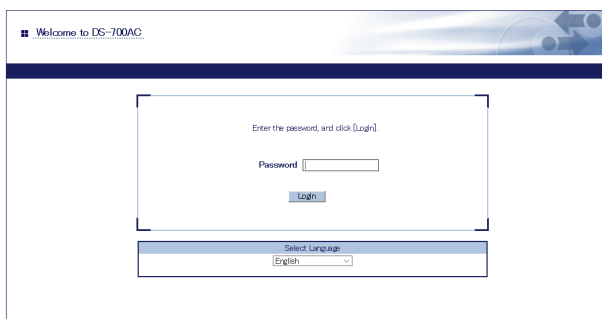 Welcome to DS-700AC
Enter the password, and click [Login].
Password
Login
Select Language
English